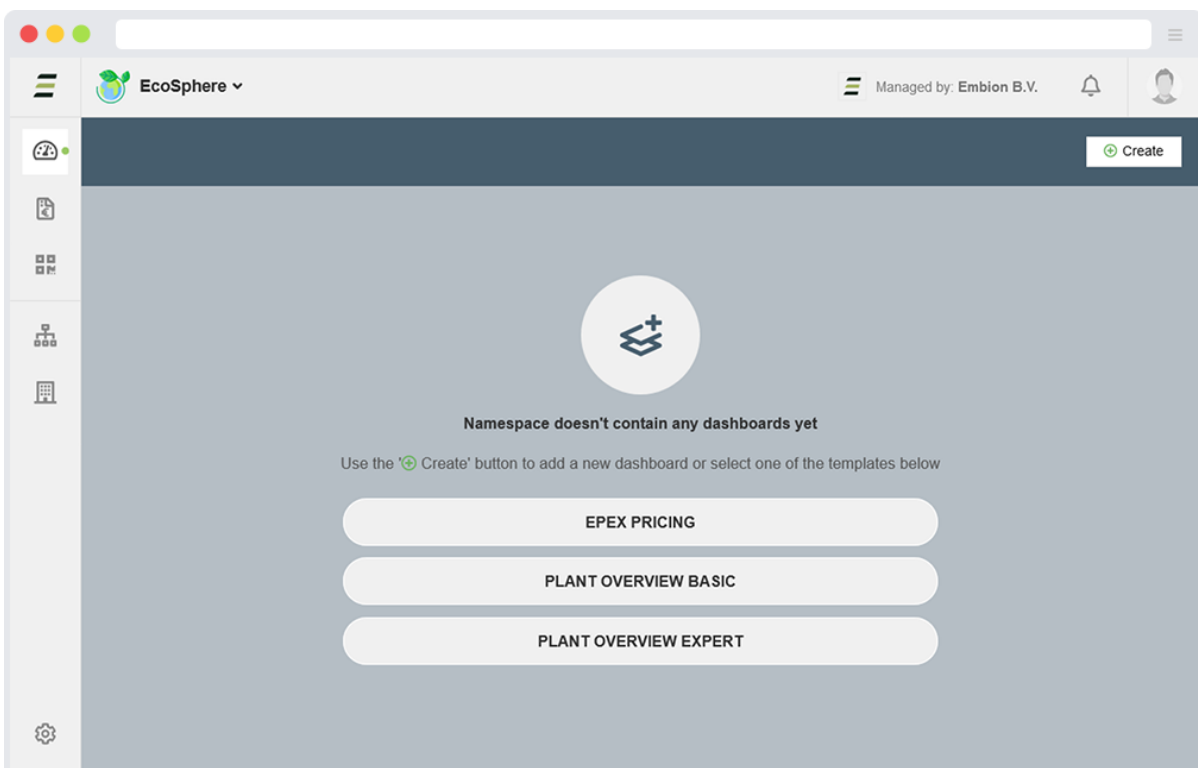 EcoSphere
Managed by: Embion B.V.
Create
Namespace doesn't contain any dashboards yet
Use the '⊕ Create' button to add a new dashboard or select one of the templates below
EPEX PRICING
PLANT OVERVIEW BASIC
PLANT OVERVIEW EXPERT